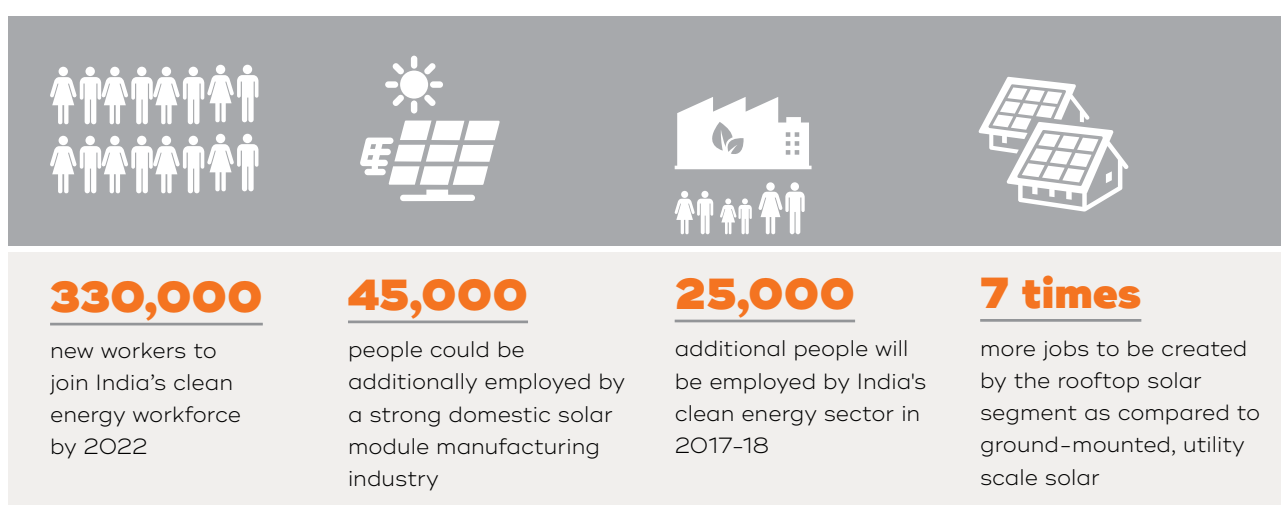 330,000
new workers to
join India’s clean
energy workforce
by 2022
45,000
people could be
additionally employed by
a strong domestic solar
module manufacturing
industry
25,000
additional people will
be employed by India's
clean energy sector in
2017-18
7 times
more jobs to be created
by the rooftop solar
segment as compared to
ground-mounted, utility
scale solar